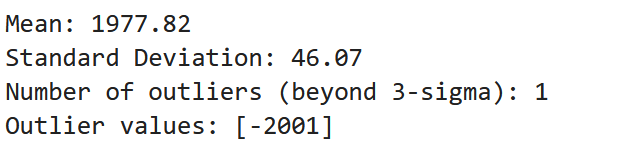 Mean: 1977.82
Standard Deviation: 46.07
Number of outliers (beyond 3-sigma): 1
Outlier values: [-2001]